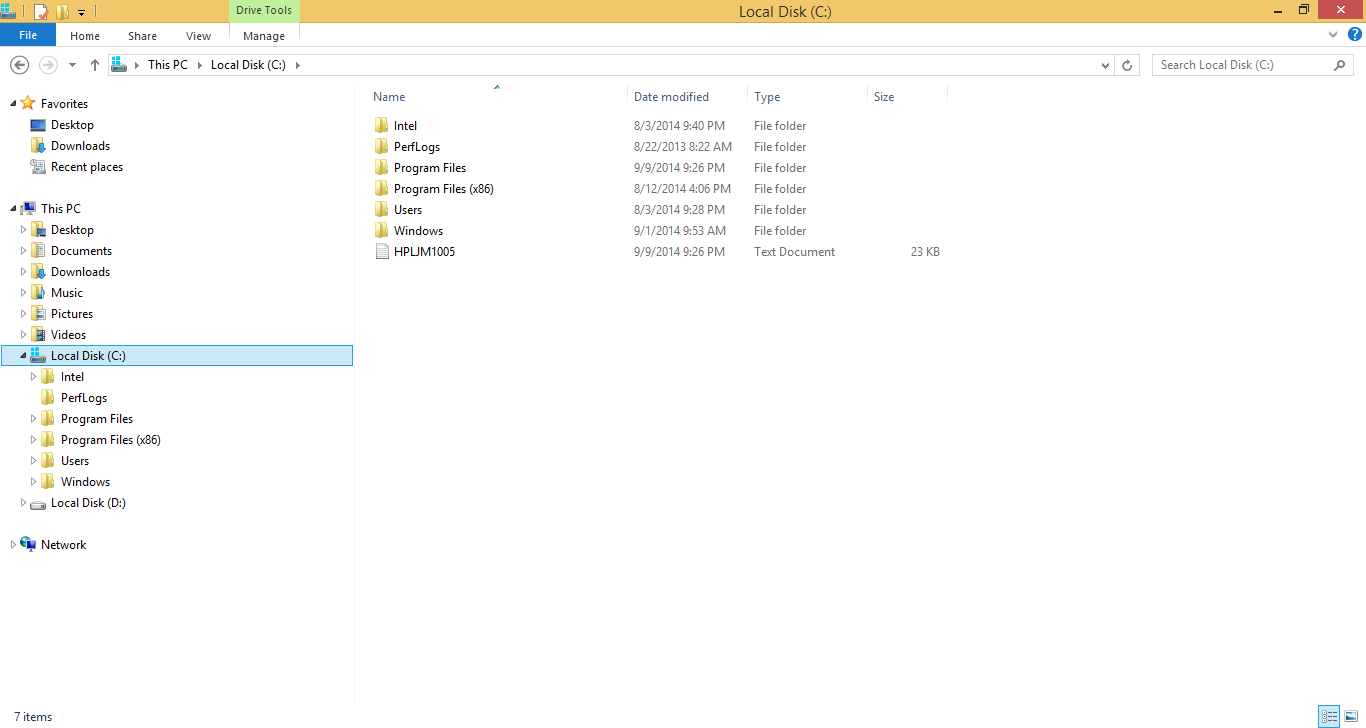 Drive Tools
Local Disk (C:)
File Home Share View Manage
This PC Local Disk (C:)
Search Local Disk (C:)
Favorites
Desktop
Downloads
Recent places
This PC
Desktop
Documents
Downloads
Music
Pictures
Videos
Local Disk (C:)
Intel
PerfLogs
Program Files
Program Files (x86)
Users
Windows
Local Disk (D:)
Network
Name Date modified Type Size
Intel 8/3/2014 9:40 PM File folder
PerfLogs 8/22/2013 8:22 AM File folder
Program Files 9/9/2014 9:26 PM File folder
Program Files (x86) 8/12/2014 4:06 PM File folder
Users 8/3/2014 9:28 PM File folder
Windows 9/1/2014 9:53 AM File folder
HPLJM1005 9/9/2014 9:26 PM Text Document 23 KB
7 items